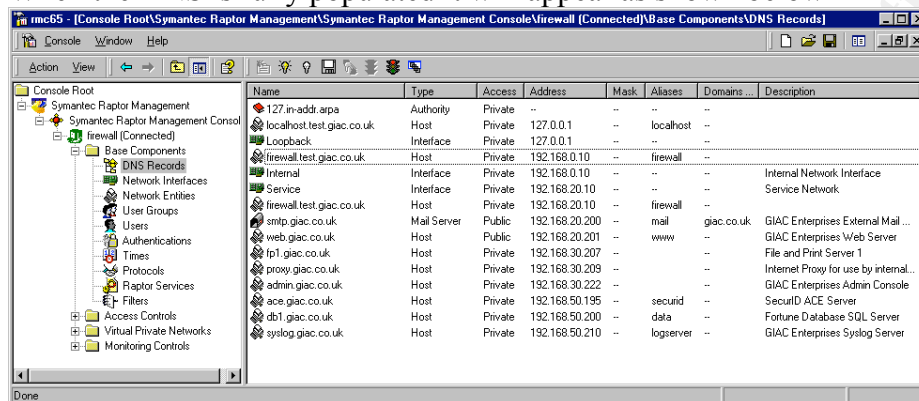 rmc65 - [Console Root\Symantec Raptor Management\Symantec Raptor Management Console\firewall (Connected)\Base Components\DNS Records]
Console Window Help
Action View
Console Root
Symantec Raptor Management
Symantec Raptor Management Consol
firewall (Connected)
Base Components
DNS Records
Network Interfaces
Network Entities
User Groups
Users
Authentications
Times
Protocols
Raptor Services
Filters
Access Controls
Virtual Private Networks
Monitoring Controls
Name Type Access Address Mask Aliases Domains ... Description
127.in-addr.arpa Authority Private -- -- -- --
localhost.test.giac.co.uk Host Private 127.0.0.1 -- localhost --
Loopback Interface Private 127.0.0.1 -- -- --
firewall.test.giac.co.uk Host Private 192.168.0.10 -- firewall --
Internal Interface Private 192.168.0.10 -- -- -- Internal Network Interface
Service Interface Private 192.168.20.10 -- -- -- Service Network
firewall.test.giac.co.uk Host Private 192.168.20.10 -- firewall --
smtp.giac.co.uk Mail Server Public 192.168.20.200 -- mail giac.co.uk GIAC Enterprises External Mail ...
web.giac.co.uk Host Public 192.168.20.201 -- www -- GIAC Enterprises Web Server
fp1.giac.co.uk Host Private 192.168.30.207 -- -- -- File and Print Server 1
proxy.giac.co.uk Host Private 192.168.30.209 -- -- -- Internet Proxy for use by internal...
admin.giac.co.uk Host Private 192.168.30.222 -- -- -- GIAC Enterprises Admin Console
ace.giac.co.uk Host Private 192.168.50.195 -- securid -- SecurID ACE Server
db1.giac.co.uk Host Private 192.168.50.200 -- data -- Fortune Database SQL Server
syslog.giac.co.uk Host Private 192.168.50.210 -- logserver -- GIAC Enterprises Syslog Server
Done